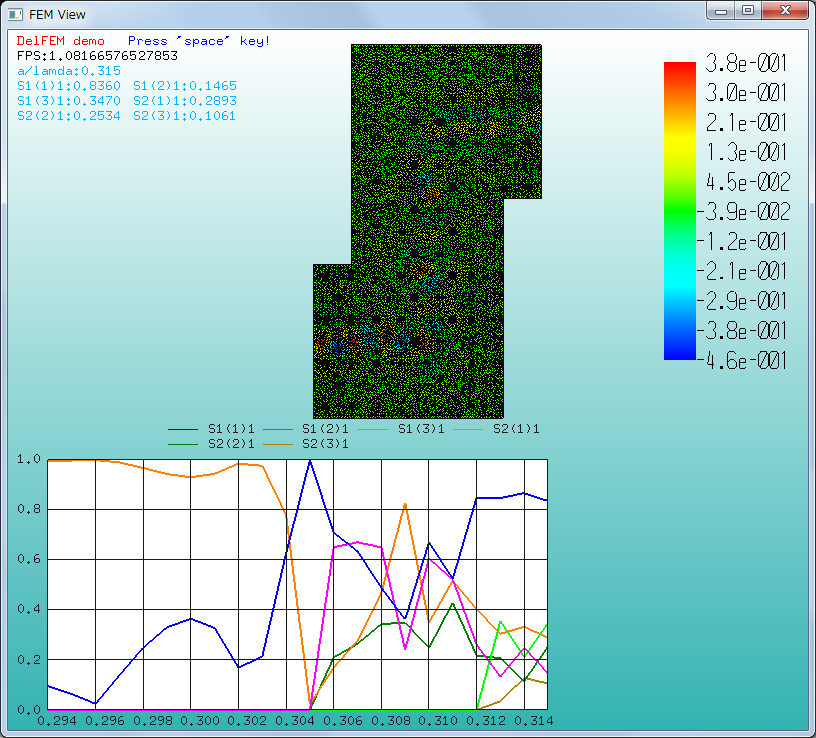 FEM View
DelFEM demo Press "space" key!
FPS:1.08166576527853
a/lamda:0.315
S1(1)1:0.8360 S1(2)1:0.1465
S1(3)1:0.3470 S2(1)1:0.2893
S2(2)1:0.2534 S2(3)1:0.1061
3.8e-001
3.0e-001
2.1e-001
1.3e-001
4.5e-002
-3.9e-002
-1.2e-001
-2.1e-001
-2.9e-001
-3.8e-001
-4.6e-001
S1(1)1 S1(2)1 S1(3)1 S2(1)1
S2(2)1 S2(3)1
1.0
0.8
0.6
0.4
0.2
0.0
0.294 0.296 0.298 0.300 0.302 0.304 0.306 0.308 0.310 0.312 0.314